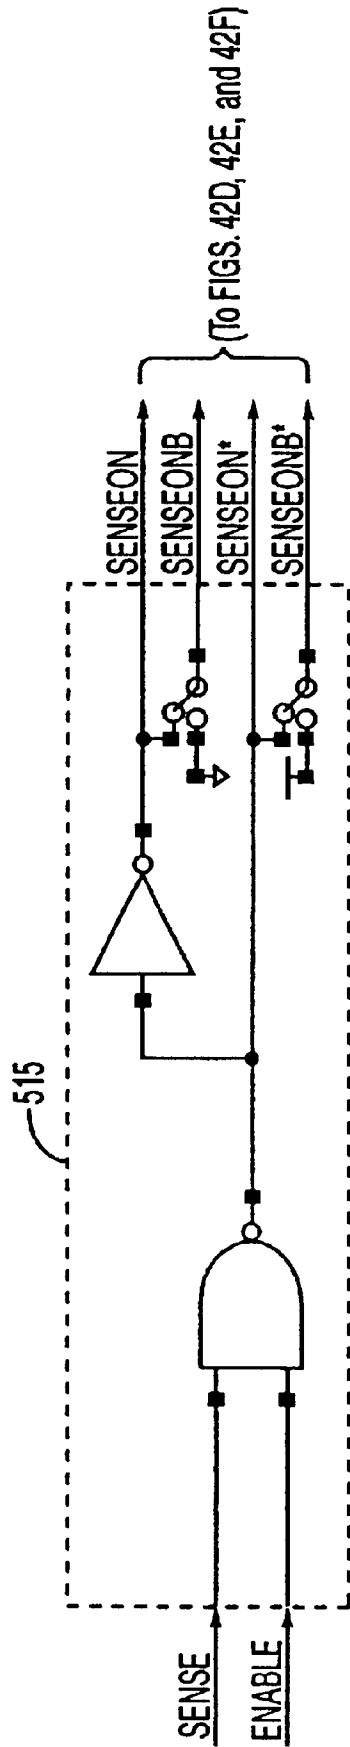 515
SENSE
ENABLE
SENSEON
SENSEONB
SENSEON*
SENSEONB*
(To FIGS. 42D, 42E, and 42F)